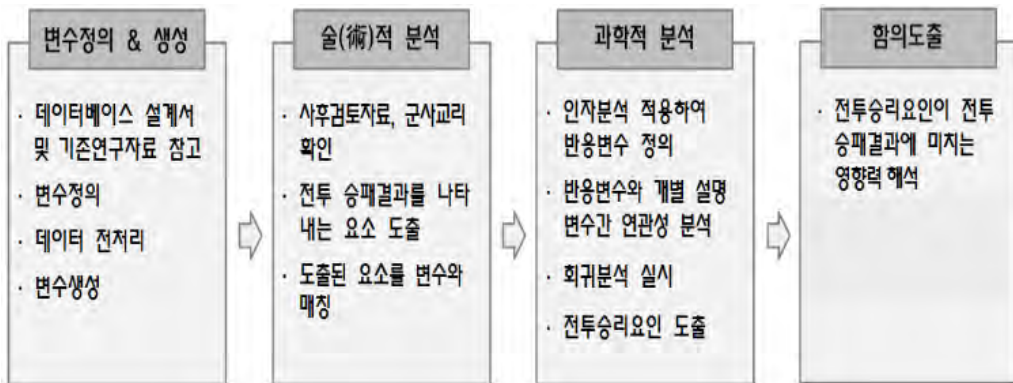 변수정의 & 생성
· 데이터베이스 설계서
및 기존연구자료 참고
· 변수정의
· 데이터 전처리
· 변수생성
술(術)적 분석
· 사후검토자료, 군사교리
확인
· 전투 승패결과를 나타
내는 요소 도출
· 도출된 요소를 변수와
매칭
과학적 분석
· 인자분석 적용하여
반응변수 정의
· 반응변수와 개별 설명
변수간 연관성 분석
· 회귀분석 실시
· 전투승리요인 도출
함의도출
· 전투승리요인이 전투
승패결과에 미치는
영향력 해석